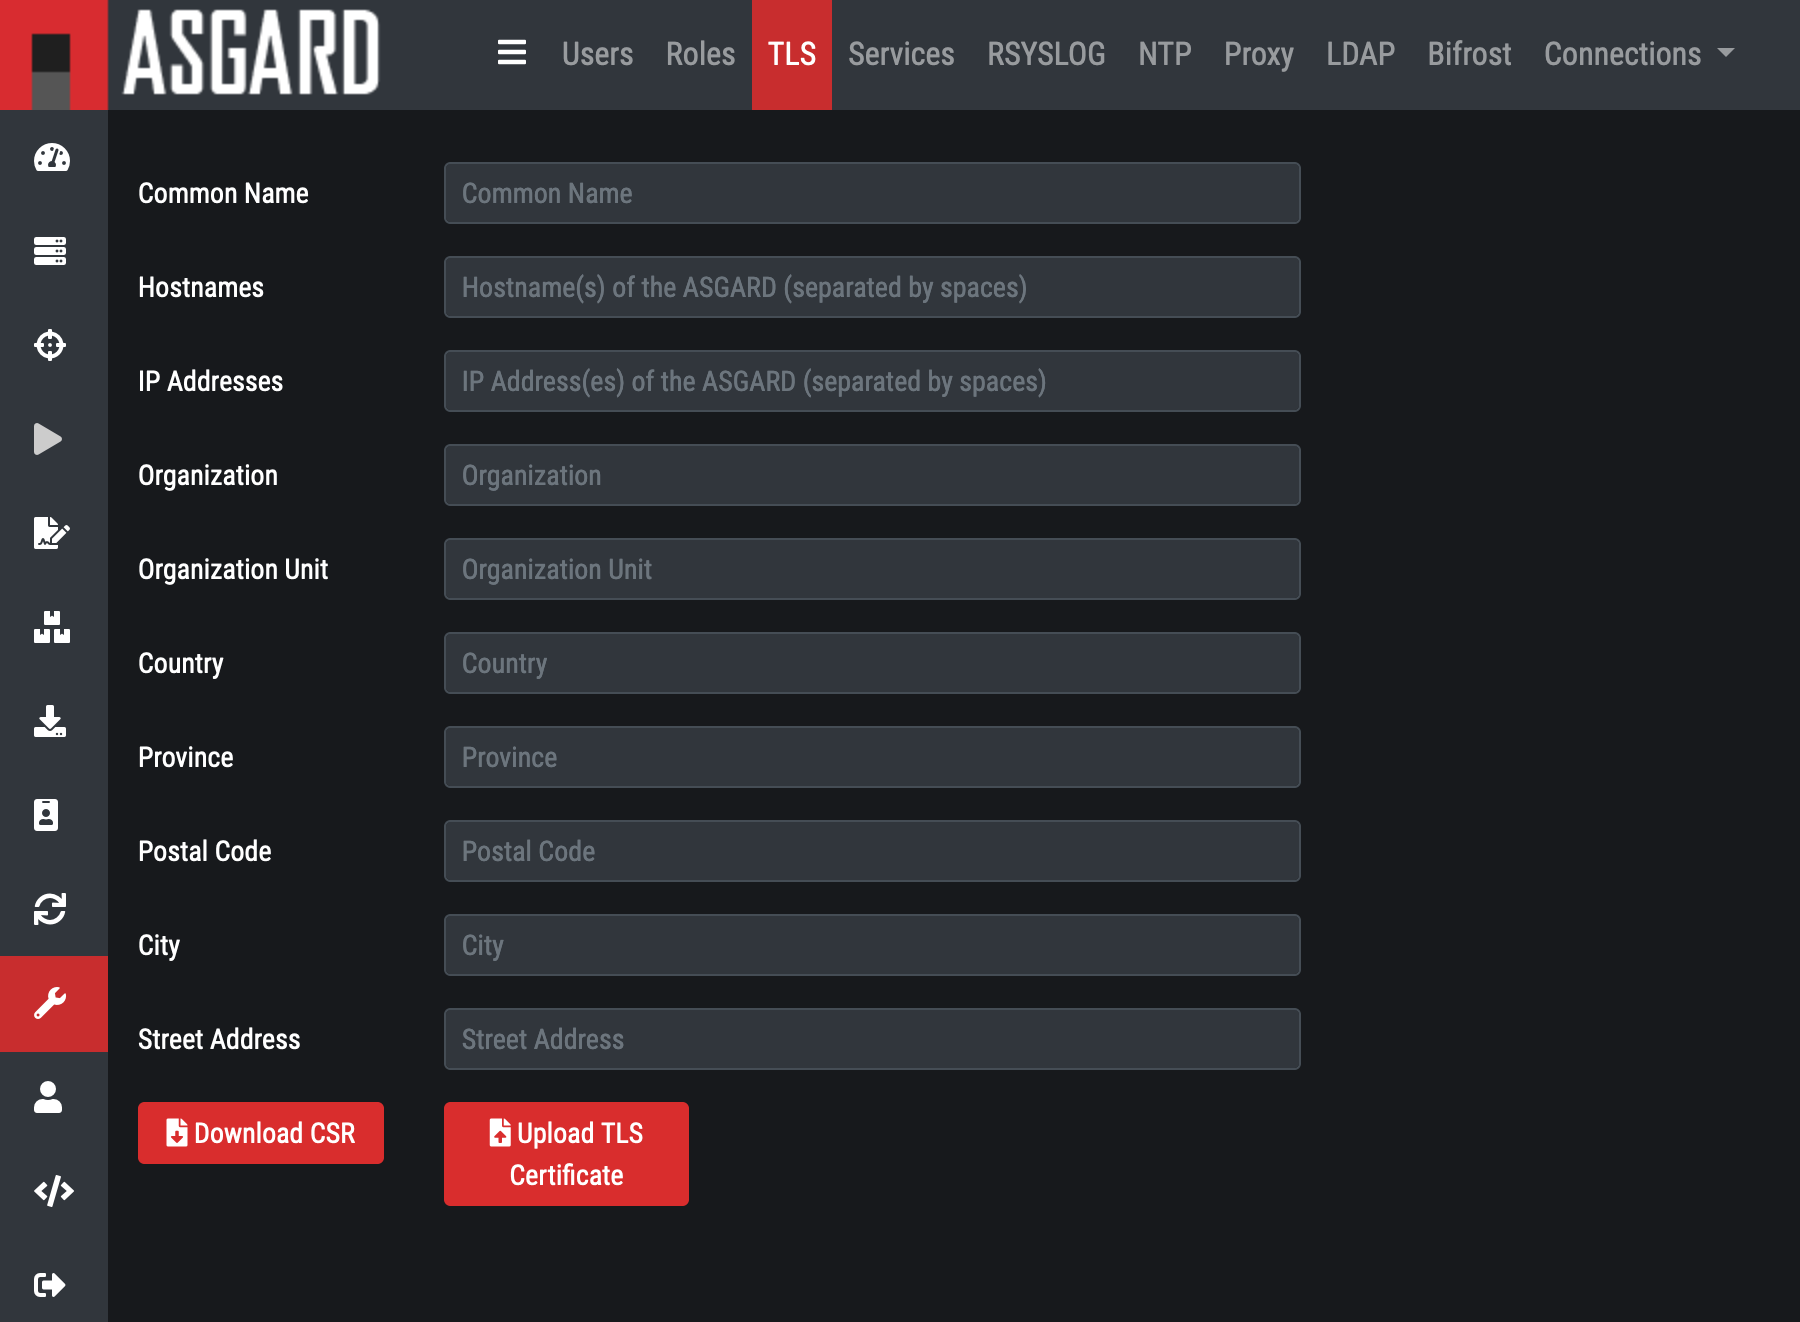 ASGARD
Users Roles TLS Services RSYSLOG NTP Proxy LDAP Bifrost Connections
Common Name Common Name
Hostnames Hostname(s) of the ASGARD (separated by spaces)
IP Addresses IP Address(es) of the ASGARD (separated by spaces)
Organization Organization
Organization Unit Organization Unit
Country Country
Province Province
Postal Code Postal Code
City City
Street Address Street Address
Download CSR Upload TLS
Certificate